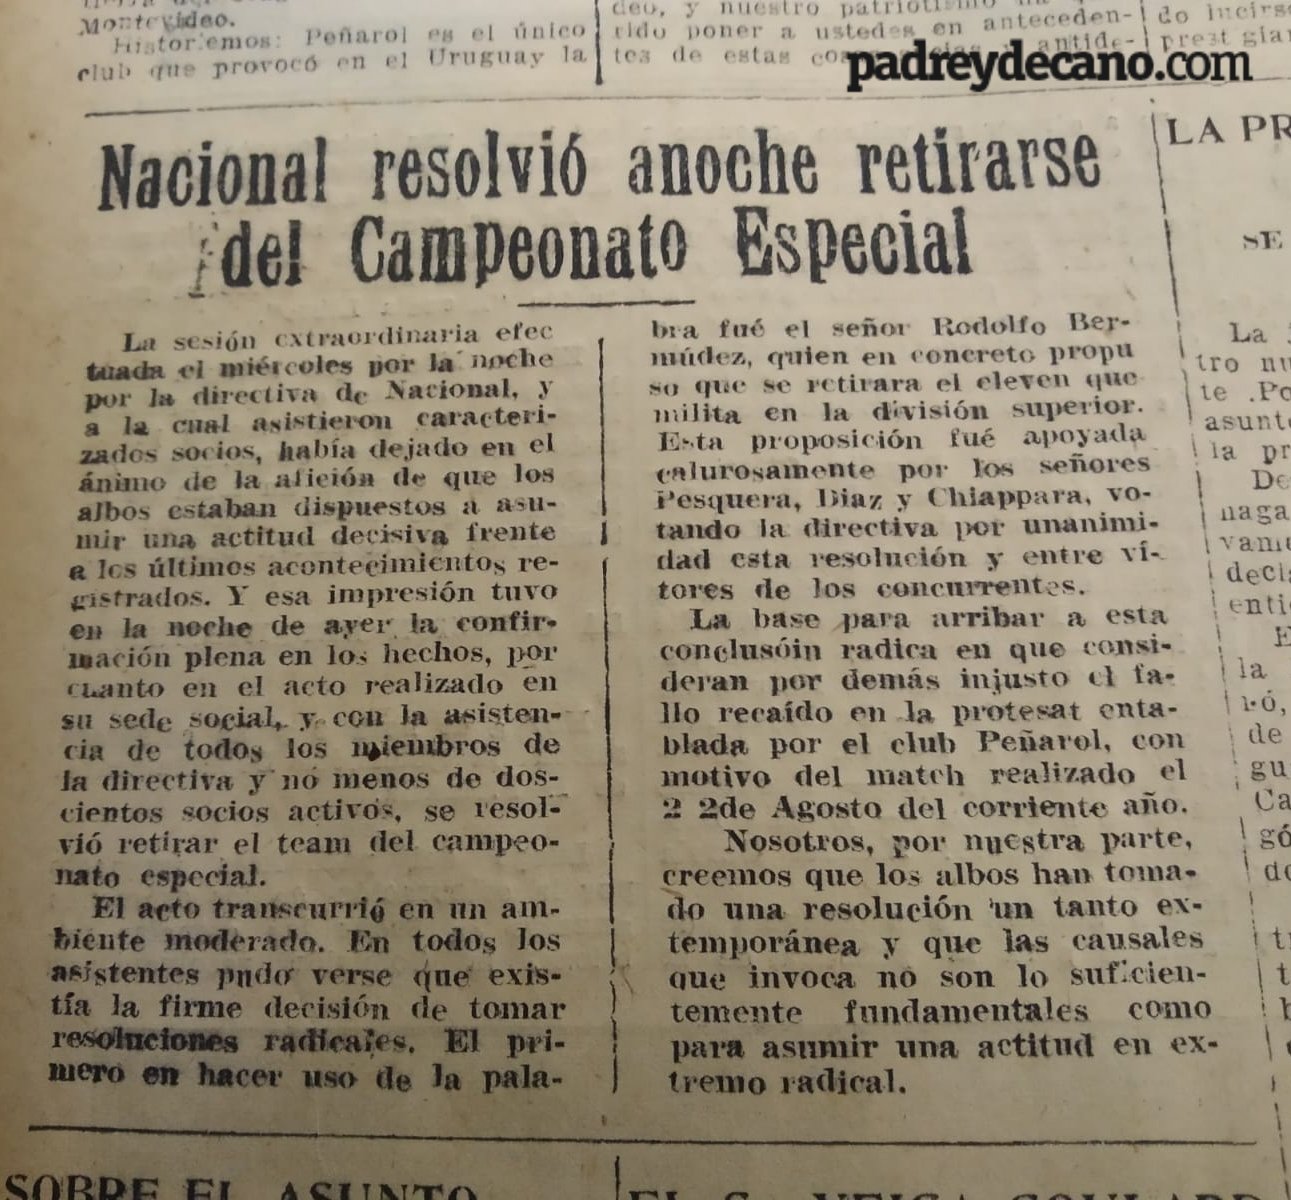 Montevideo.
Historiemos: Peñarol es el único
club que provocó en el Uruguay la
deo, y nuestro patriotismo
tido poner a ustedes en anteceden-
tes de estas
do incirse
prest gian
padreydecano.com
Nacional resolvió anoche retirarse
del Campeonato Especial
La sesión extraordinaria efec
tuada el miércoles por la noche
por la directiva de Nacional, y
a la cual asistieron caracteri-
zados socios, había dejado en el
ánimo de la afición de que los
albos estaban dispuestos a asu-
mir una actitud decisiva frente
a los últimos acontecimientos re-
gistrados. Y esa impresión tuvo
en la noche de ayer la confir-
mación plena en los hechos, por
cuanto en el acto realizado en
su sede social, y con la asisten-
cia de todos los miembros de
la directiva y no menos de dos-
cientos socios activos, se resol-
vió retirar el team del campeo-
nato especial.
El acto transcurrió en un am-
biente moderado. En todos los
asistentes pudo verse que exis-
tía la firme decisión de tomar
resoluciones radicales. El pri-
mero en hacer uso de la pala-
bra fué el señor Rodolfo Ber-
múdez, quien en concreto propu
so que se retirara el eleven que
milita en la división superior.
Esta proposición fué apoyada
calurosamente por los señores
Pesquera, Diaz y Chiappara, vo-
tando la directiva por unanimi-
dad esta resolución y entre ví-
tores de los concurrentes.
La base para arribar a esta
conclusóin radica en que consi-
deran por demás injusto el fa-
llo recaído en la protesat enta-
blada por el club Peñarol, con
motivo del match realizado el
2 2de Agosto del corriente año.
Nosotros, por nuestra parte,
creemos que los albos han toma-
do una resolución un tanto ex-
temporánea y que las causales
que invoca no son lo suficien-
temente fundamentales como
para asumir una actitud en ex-
tremo radical.
LA PR
SE
La
tro nu
te .Po
asunto
la pr
De
naga
vamo
decis
enti
E
la
de
gu
Ca
gó
do
SOBRE EL ASUNTO